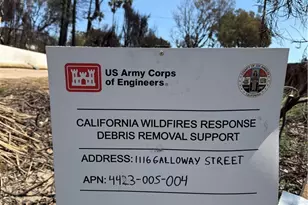 US Army Corps
of Engineers®
CALIFORNIA WILDFIRES RESPONSE
DEBRIS REMOVAL SUPPORT
ADDRESS: 1116 GALLOWAY STREET
APN: 4423-005-004